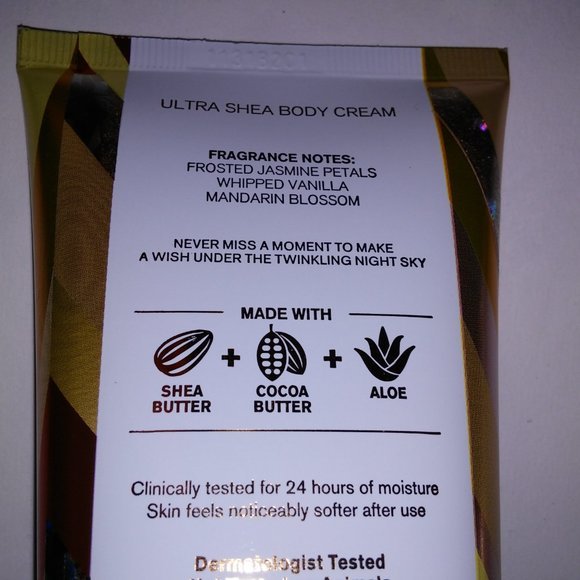 ULTRA SHEA BODY CREAM
FRAGRANCE NOTES:
FROSTED JASMINE PETALS
WHIPPED VANILLA
MANDARIN BLOSSOM
NEVER MISS A MOMENT TO MAKE
A WISH UNDER THE TWINKLING NIGHT SKY
MADE WITH
SHEA BUTTER + COCOA BUTTER + ALOE
Clinically tested for 24 hours of moisture
Skin feels noticeably softer after use
Dermatologist Tested
Animals